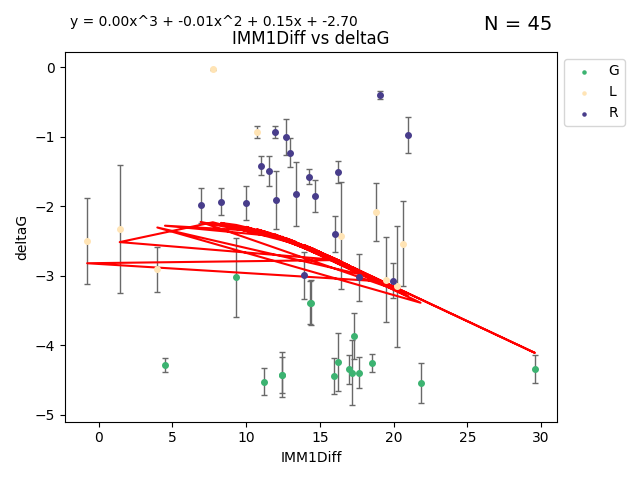 y = 0.00x^3 + -0.01x^2 + 0.15x + -2.70
N = 45
IMM1Diff vs deltaG
G
L
R
0
−1
−2
−3
−4
−5
deltaG
0 5 10 15 20 25 30
IMM1Diff